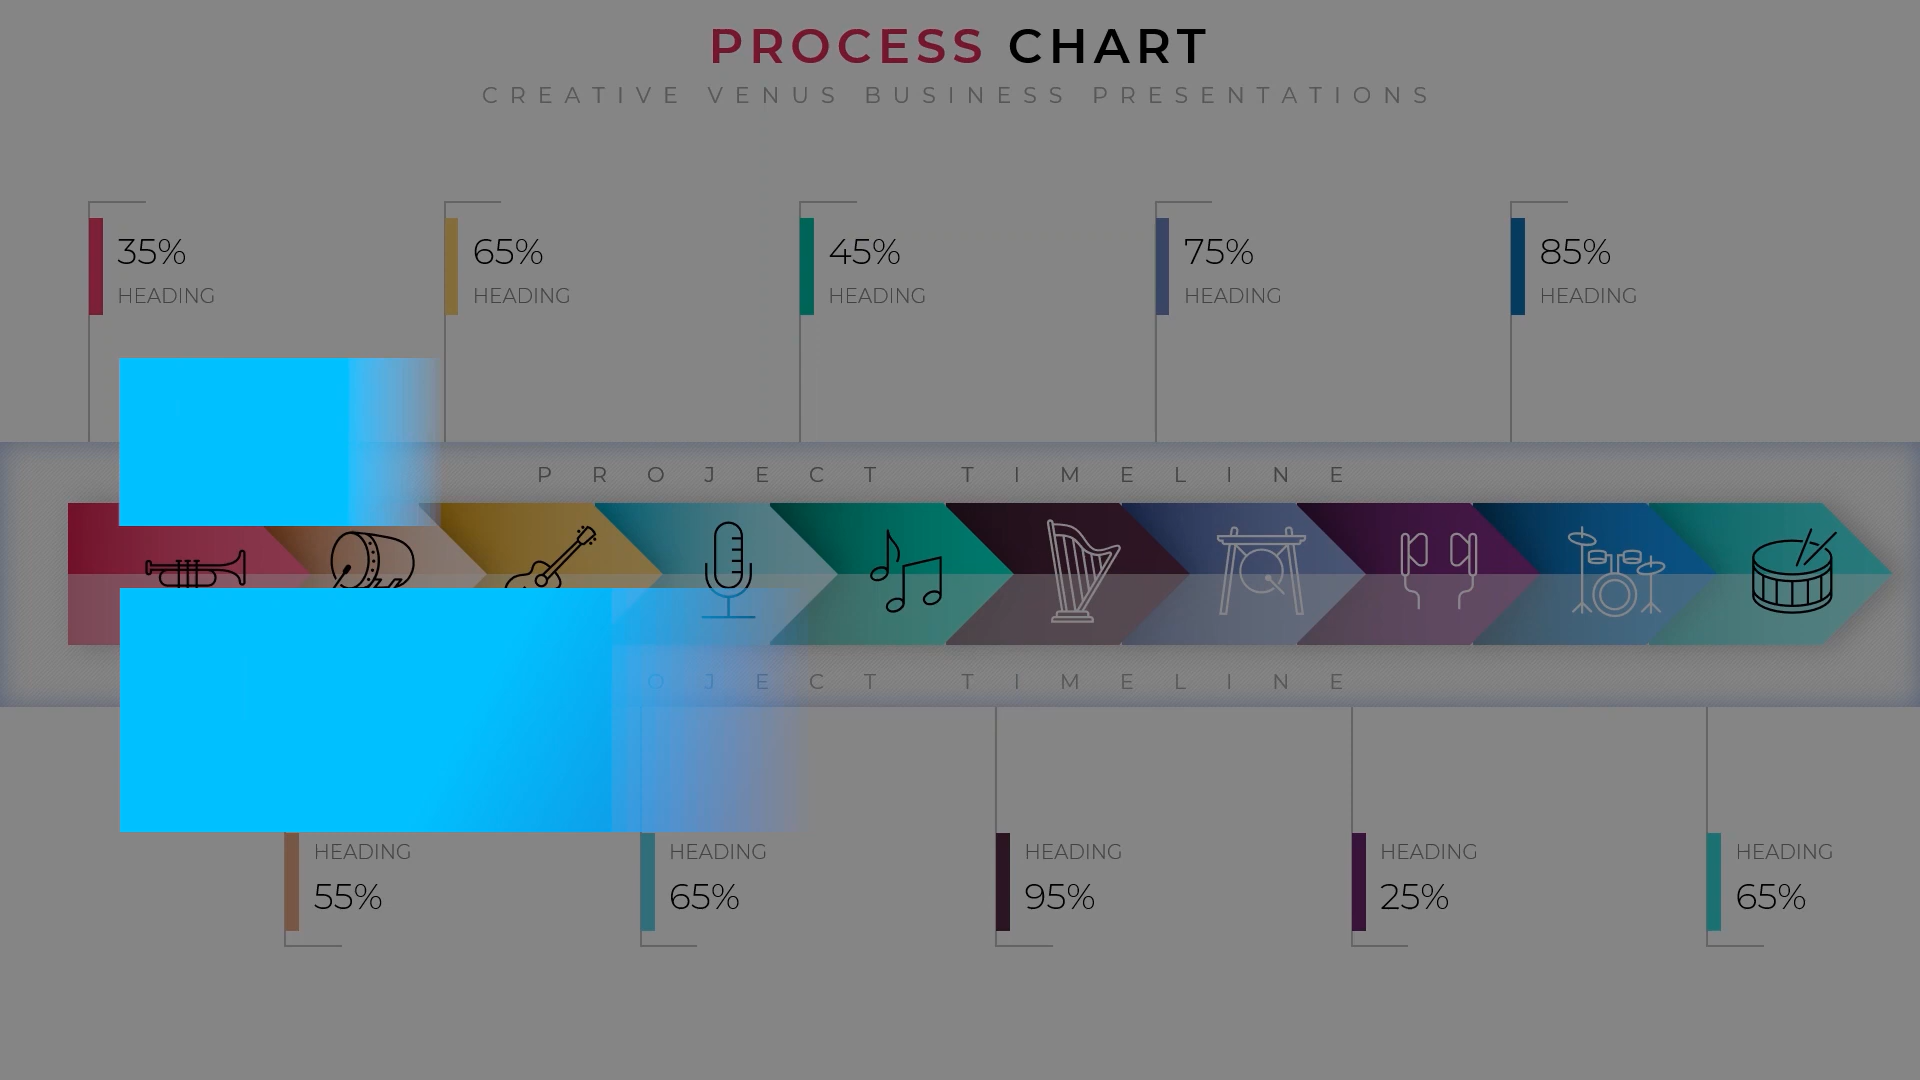 PROCESS CHART
CREATIVE VENUS BUSINESS PRESENTATIONS
35%
HEADING
65%
HEADING
45%
HEADING
75%
HEADING
85%
HEADING
PROJECT TIMELINE
OJECT TIMELINE
HEADING
55%
HEADING
65%
HEADING
95%
HEADING
25%
HEADING
65%